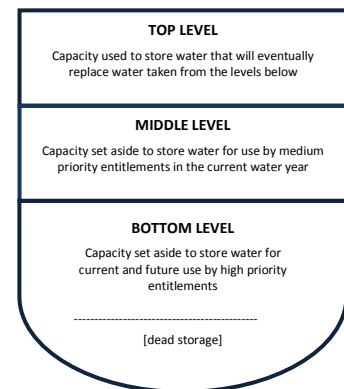 TOP LEVEL
Capacity used to store water that will eventually
replace water taken from the levels below
MIDDLE LEVEL
Capacity set aside to store water for use by medium
priority entitlements in the current water year
BOTTOM LEVEL
Capacity set aside to store water for
current and future use by high priority
entitlements
--------------------------------------------
[dead storage]